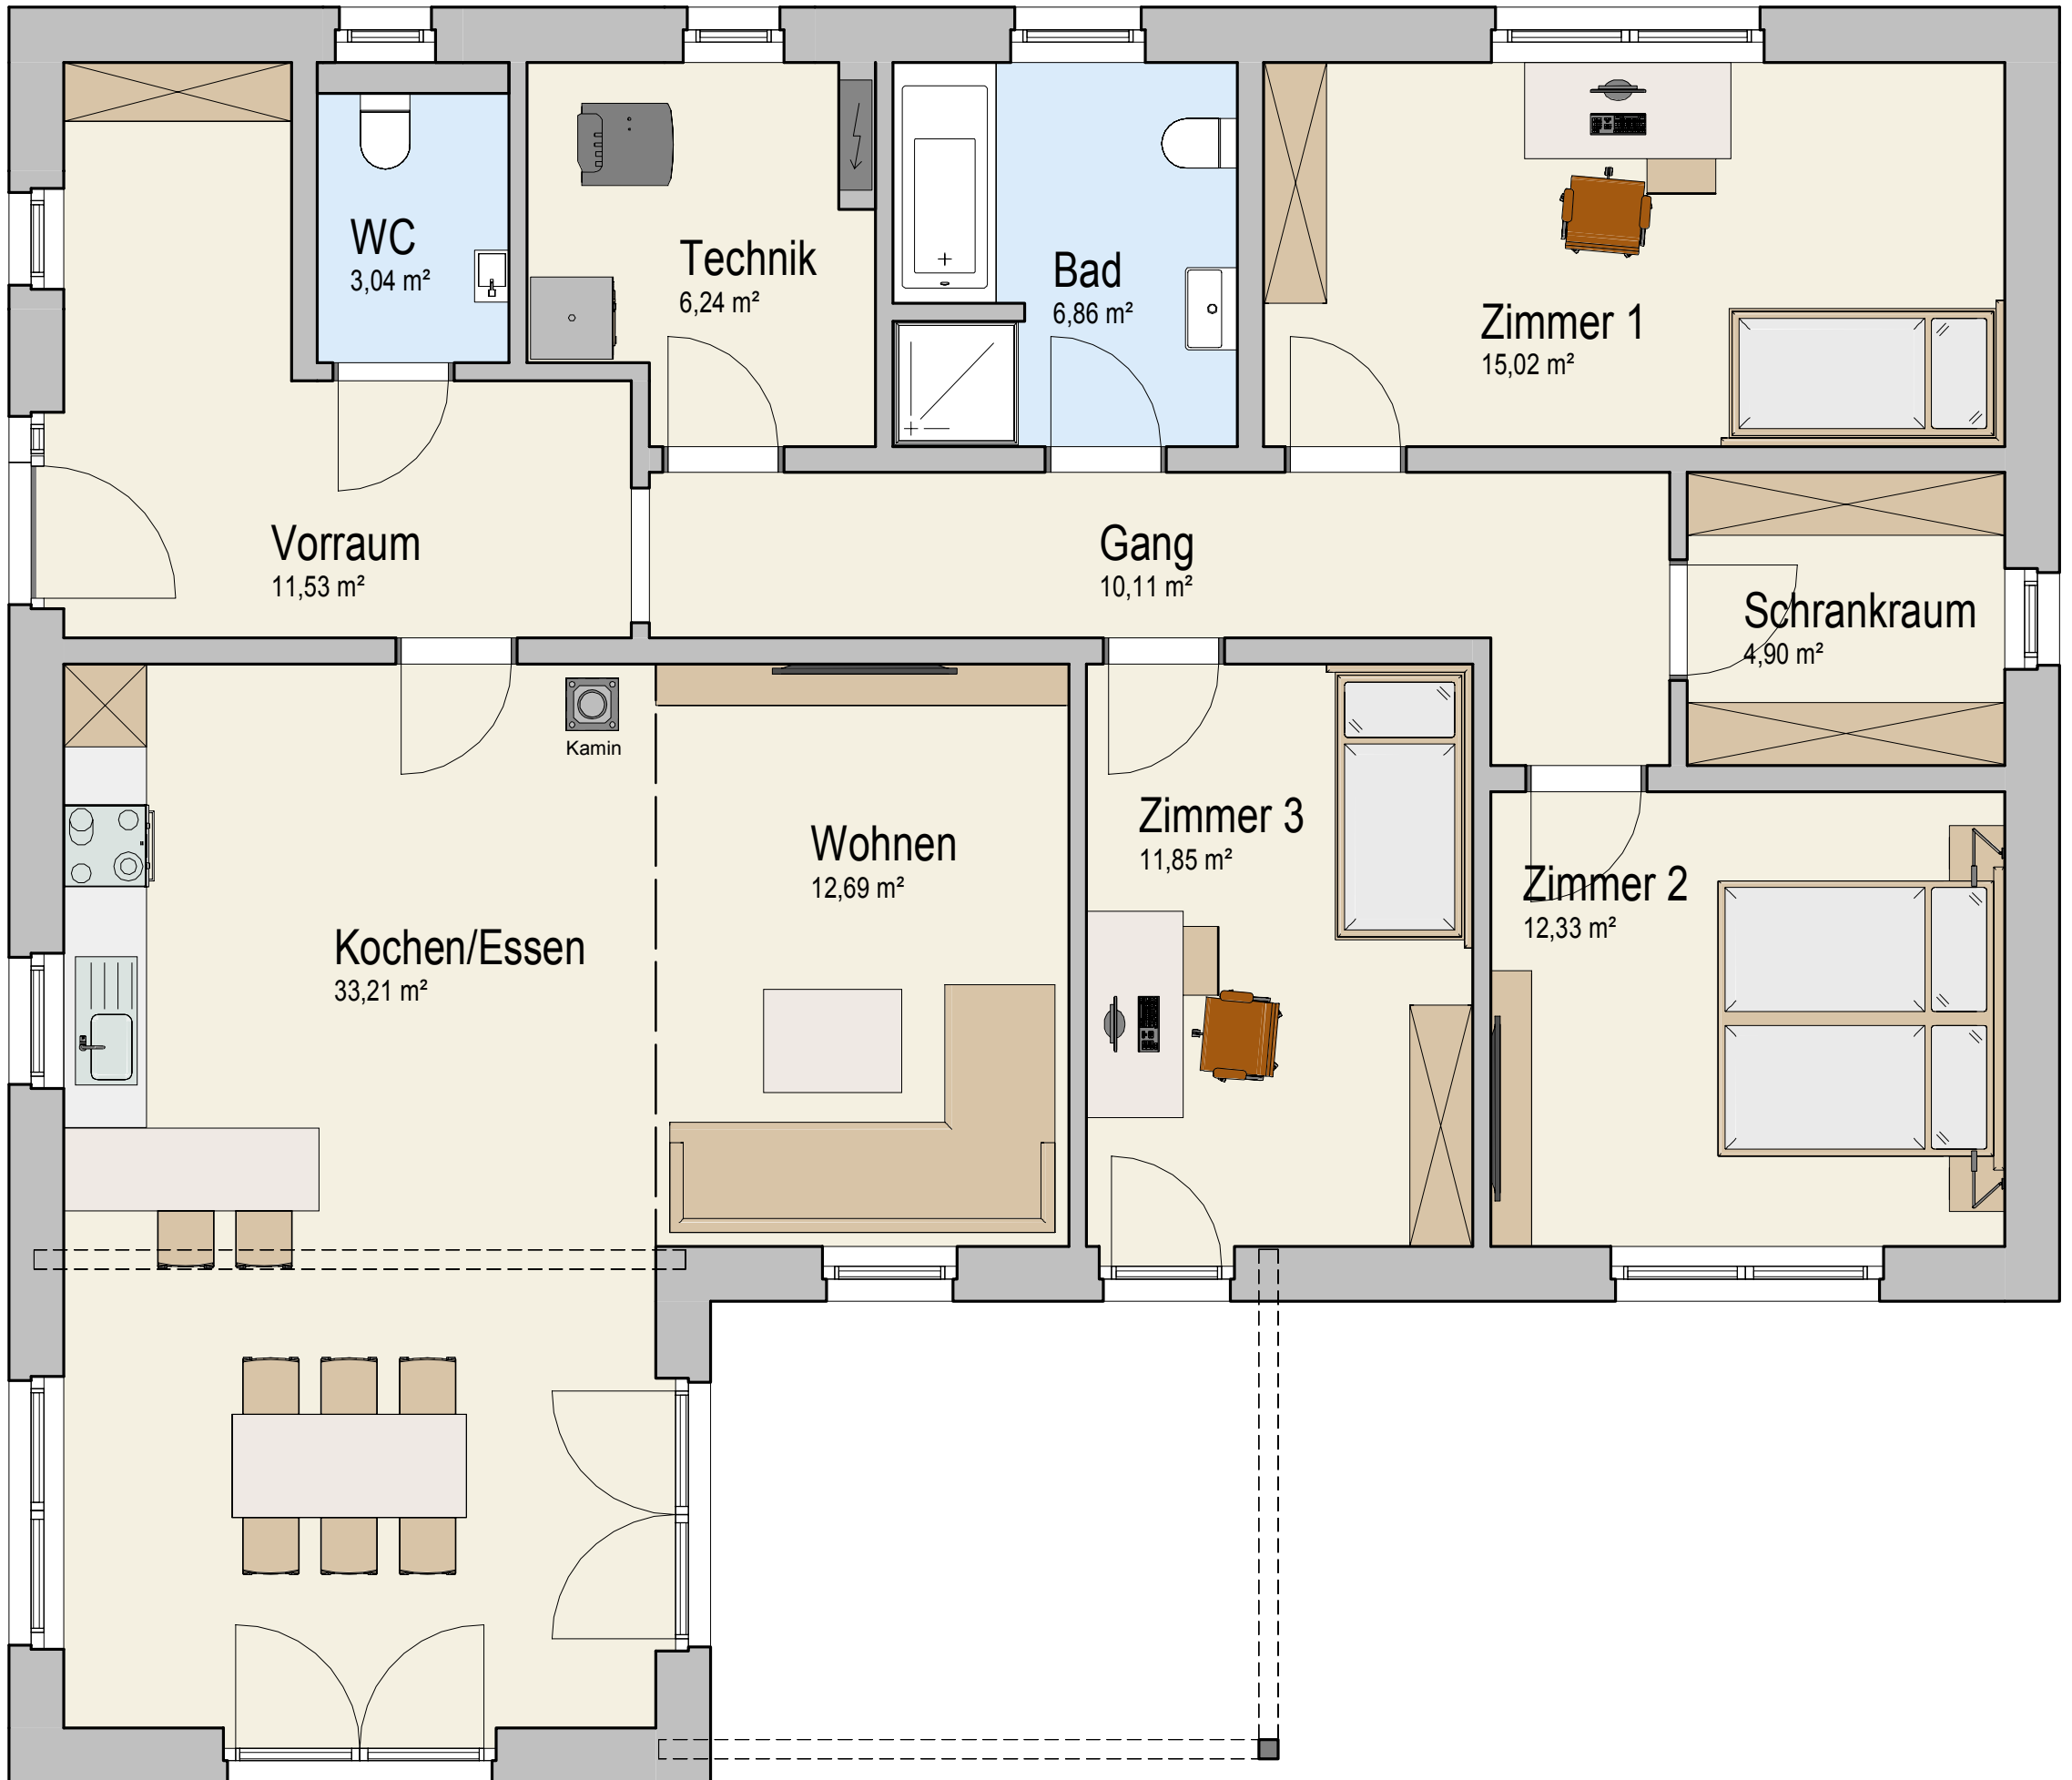 WC
3,04 m²
Technik
6,24 m²
Bad
6,86 m²
Zimmer 1
15,02 m²
Vorraum
11,53 m²
Gang
10,11 m²
Schrankraum
4,90 m²
Kamin
Wohnen
12,69 m²
Zimmer 3
11,85 m²
Zimmer 2
12,33 m²
Kochen/Essen
33,21 m²